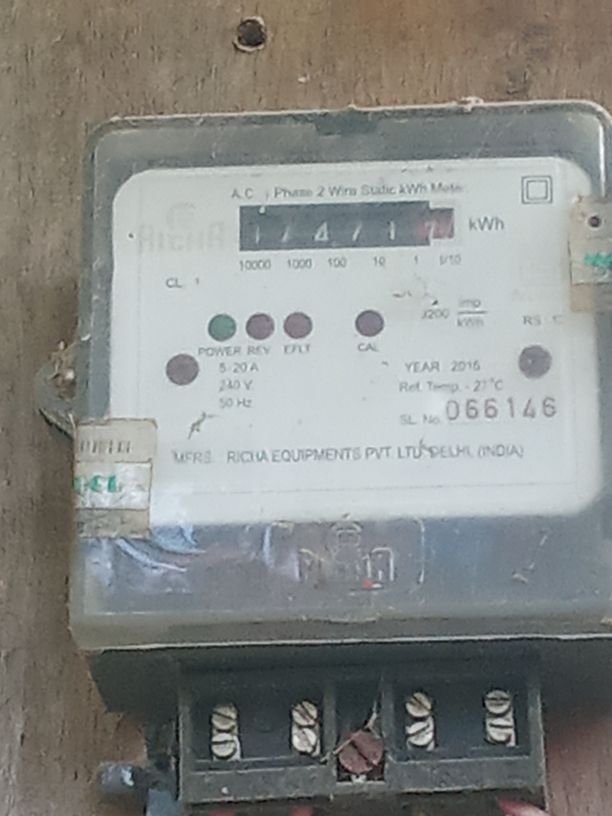 A.C. 1 Phase 2 Wire Static kWh Meter
RICHA
kWh
10000 1000 100 10 1 1/10
CL. 1
imp
kWh
POWER REV EFLT CAL
5-20 A
240 V
50 Hz
YEAR 2015
Ref. Temp. - 27°C
SL. No. 066146
MFRS. RICHA EQUIPMENTS PVT. LTD. DELHI, (INDIA)